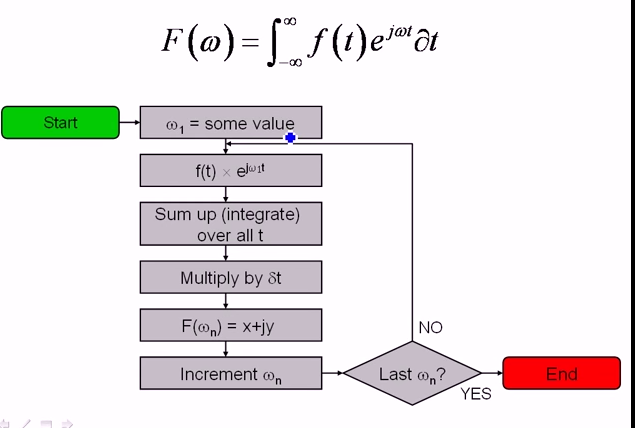 F(ω) = ∫_{-∞}^{∞} f(t) e^{jωt} ∂t
Start
ω₁ = some value
f(t) × e^{jω₁t}
Sum up (integrate)
over all t
Multiply by δt
F(ωₙ) = x+jy
Increment ωₙ
Last ωₙ?
NO
YES
End